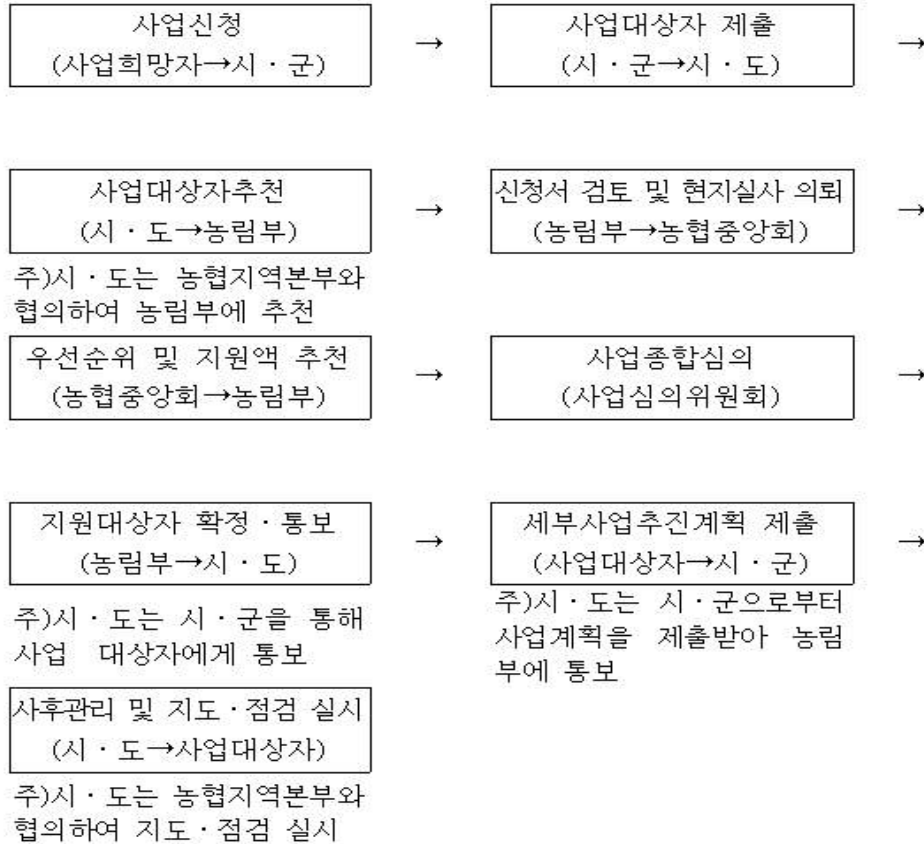 사업신청
(사업희망자→시 · 군)
→
사업대상자 제출
(시 · 군→시 · 도)
→
사업대상자추천
(시 · 도→농림부)
→
신청서 검토 및 현지실사 의뢰
(농림부→농협중앙회)
→
주)시 · 도는 농협지역본부와
협의하여 농림부에 추천
우선순위 및 지원액 추천
(농협중앙회→농림부)
→
사업종합심의
(사업심의위원회)
→
지원대상자 확정 · 통보
(농림부→시 · 도)
→
세부사업추진계획 제출
(사업대상자→시 · 군)
→
주)시 · 도는 시 · 군을 통해
사업 대상자에게 통보
주)시 · 도는 시 · 군으로부터
사업계획을 제출받아 농림
부에 통보
사후관리 및 지도 · 점검 실시
(시 · 도→사업대상자)
주)시 · 도는 농협지역본부와
협의하여 지도 · 점검 실시